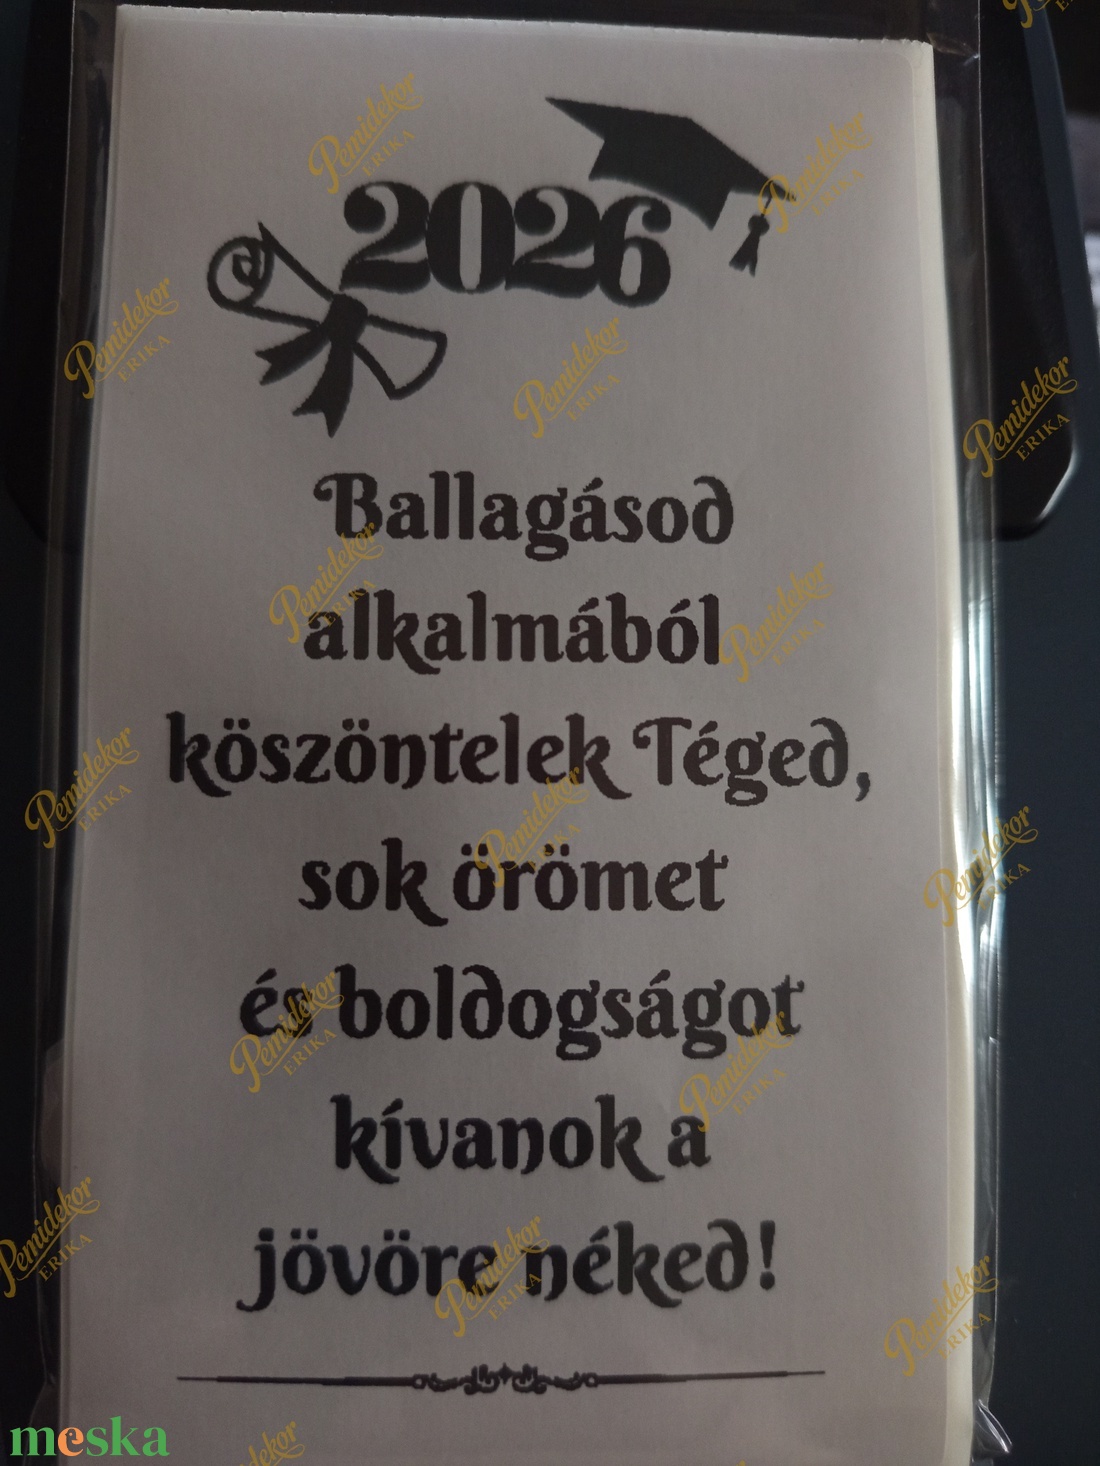 2026
Ballagásod
alkalmából
köszöntelek Téged,
sok örömet
és boldogságot
kívanok a
jövöre néked!
Pemidekor
ERIKA
meska